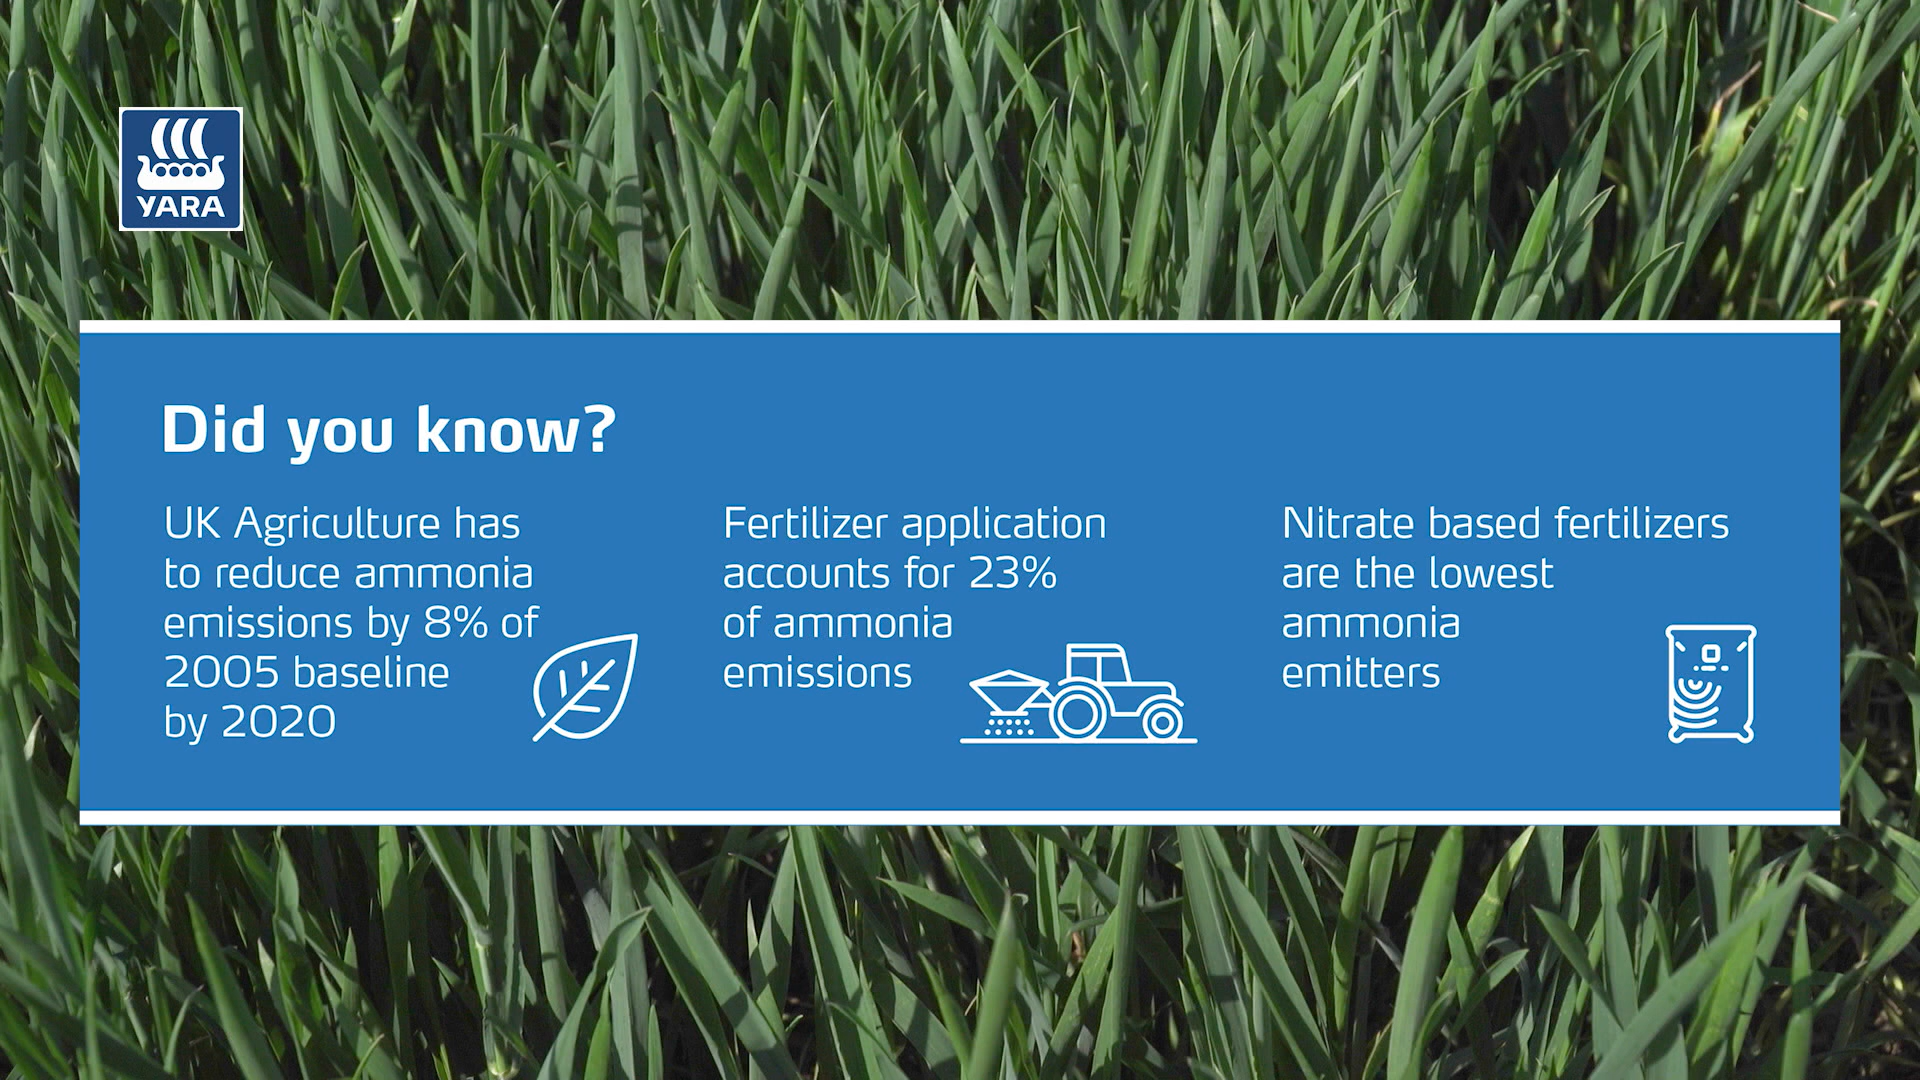 YARA
Did you know?
UK Agriculture has
to reduce ammonia
emissions by 8% of
2005 baseline
by 2020
Fertilizer application
accounts for 23%
of ammonia
emissions
Nitrate based fertilizers
are the lowest
ammonia
emitters